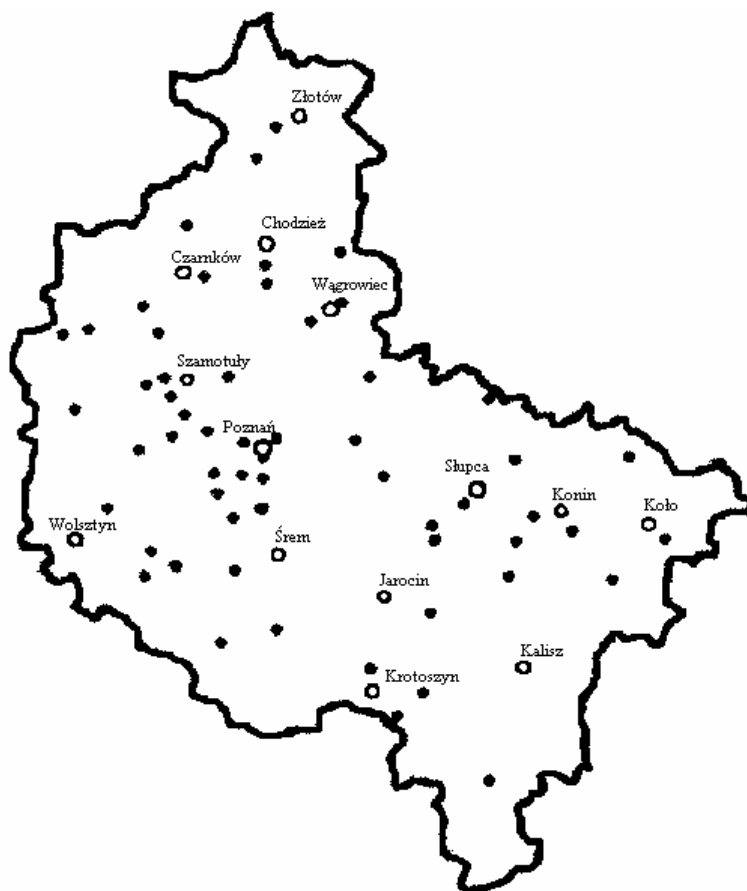 Złotów
Chodzież
Czarnków
Wągrowiec
Szamotuły
Poznań
Słupca
Konin
Koło
Wolsztyn
Śrem
Jarocin
Kalisz
Krotoszyn